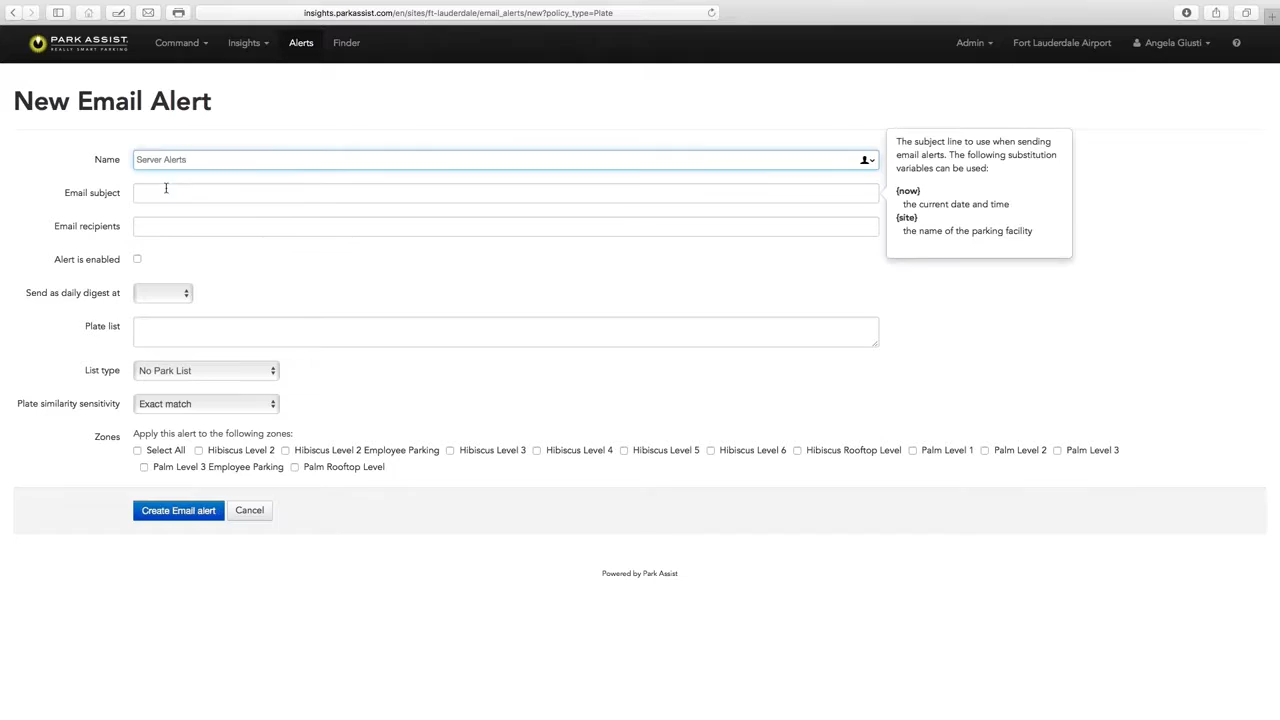 insights.parkassist.com/en/sites/ft-lauderdale/email_alerts/new?policy_type=Plate
PARK ASSIST.
REALLY SMART PARKING
Command
Insights
Alerts
Finder
Admin
Fort Lauderdale Airport
Angela Giusti
New Email Alert
Name
Server Alerts
Email subject
Email recipients
Alert is enabled
Send as daily digest at
Plate list
List type
No Park List
Plate similarity sensitivity
Exact match
Zones
Apply this alert to the following zones:
Select All Hibiscus Level 2 Hibiscus Level 2 Employee Parking Hibiscus Level 3 Hibiscus Level 4 Hibiscus Level 5 Hibiscus Level 6 Hibiscus Rooftop Level Palm Level 1 Palm Level 2 Palm Level 3
Palm Level 3 Employee Parking Palm Rooftop Level
Create Email alert
Cancel
The subject line to use when sending
email alerts. The following substitution
variables can be used:
{now}
the current date and time
{site}
the name of the parking facility
Powered by Park Assist